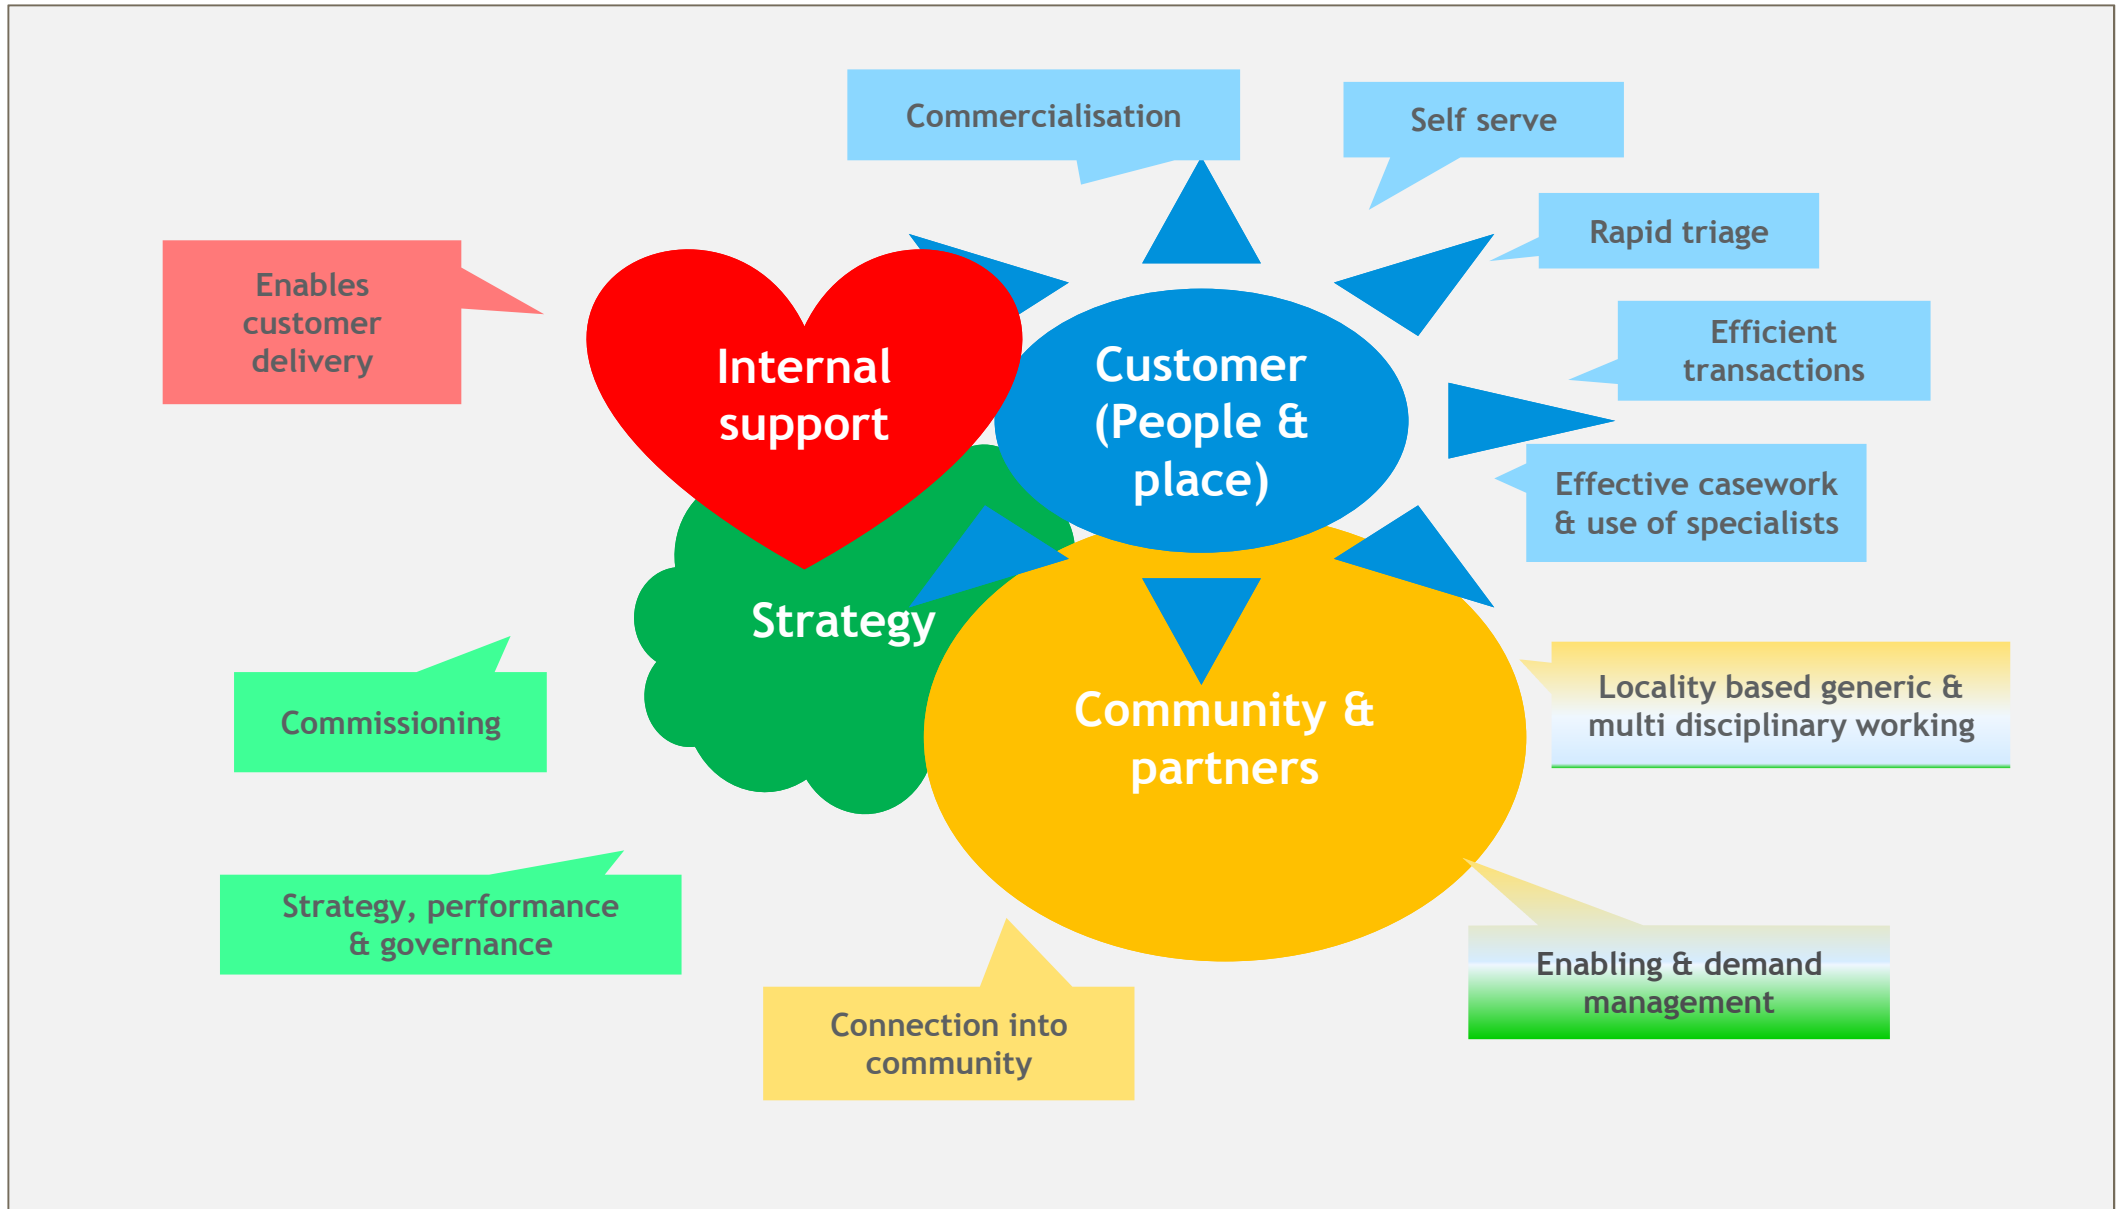 Commercialisation
Self serve
Rapid triage
Enables
customer
delivery
Efficient
transactions
Internal
support
Customer
(People &
place)
Effective casework
& use of specialists
Strategy
Commissioning
Community &
partners
Locality based generic &
multi disciplinary working
Strategy, performance
& governance
Connection into
community
Enabling & demand
management